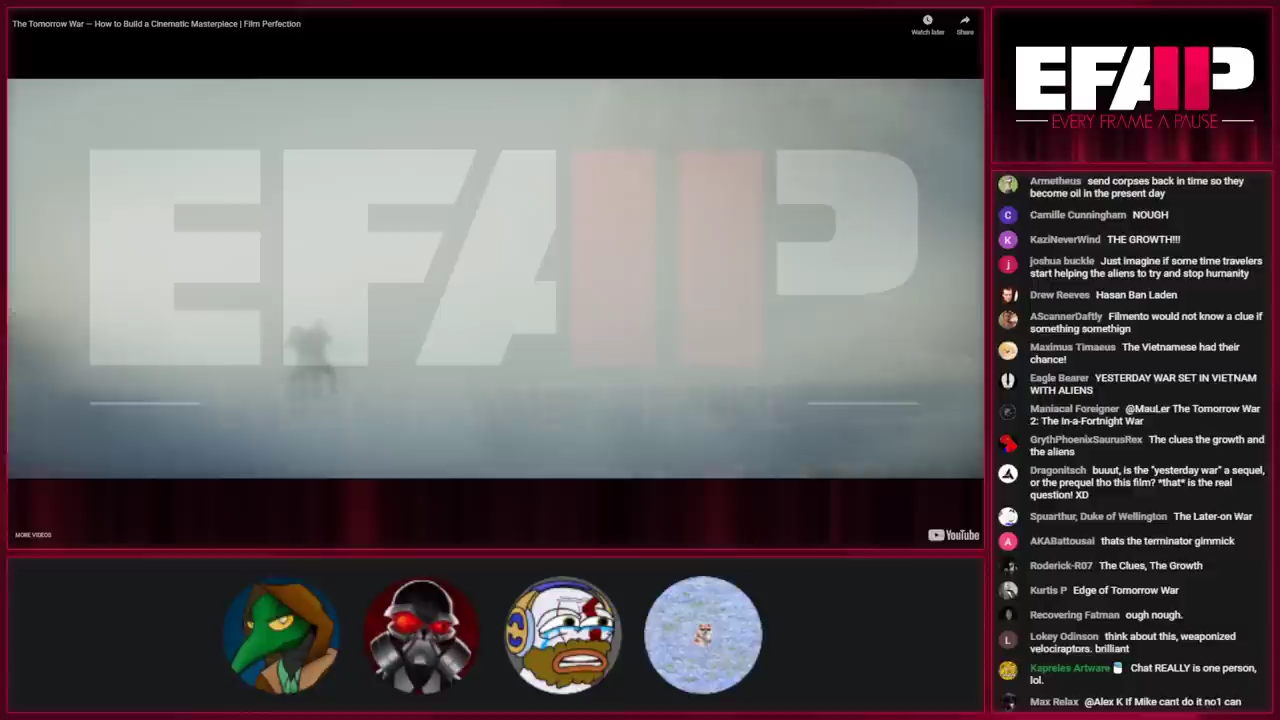 The Tomorrow War — How to Build a Cinematic Masterpiece | Film Perfection
Watch later
Share
EFAP
MORE VIDEOS
YouTube
EFAP
EVERY FRAME A PAUSE
Armetheus send corpses back in time so they
become oil in the present day
Camille Cunningham NOUGH
KaziNeverWind THE GROWTH!!!
joshua buckle Just imagine if some time travelers
start helping the aliens to try and stop humanity
Drew Reeves Hasan Ban Laden
AScannerDaftly Filmento would not know a clue if
something somethign
Maximus Timaeus The Vietnamese had their
chance!
Eagle Bearer YESTERDAY WAR SET IN VIETNAM
WITH ALIENS
Maniacal Foreigner @MauLer The Tomorrow War
2: The In-a-Fortnight War
GrythPhoenixSaurusRex The clues the growth and
the aliens
Dragonitsch buuut, is the "yesterday war" a sequel,
or the prequel tho this film? *that* is the real
question! XD
Spuarthur, Duke of Wellington The Later-on War
AKABattousai thats the terminator gimmick
Roderick-R07 The Clues, The Growth
Kurtis P Edge of Tomorrow War
Recovering Fatman ough nough.
Lokey Odinson think about this, weaponized
velociraptors. brilliant
Kapreles Artware Chat REALLY is one person,
lol.
Max Relax @Alex K If Mike cant do it no1 can